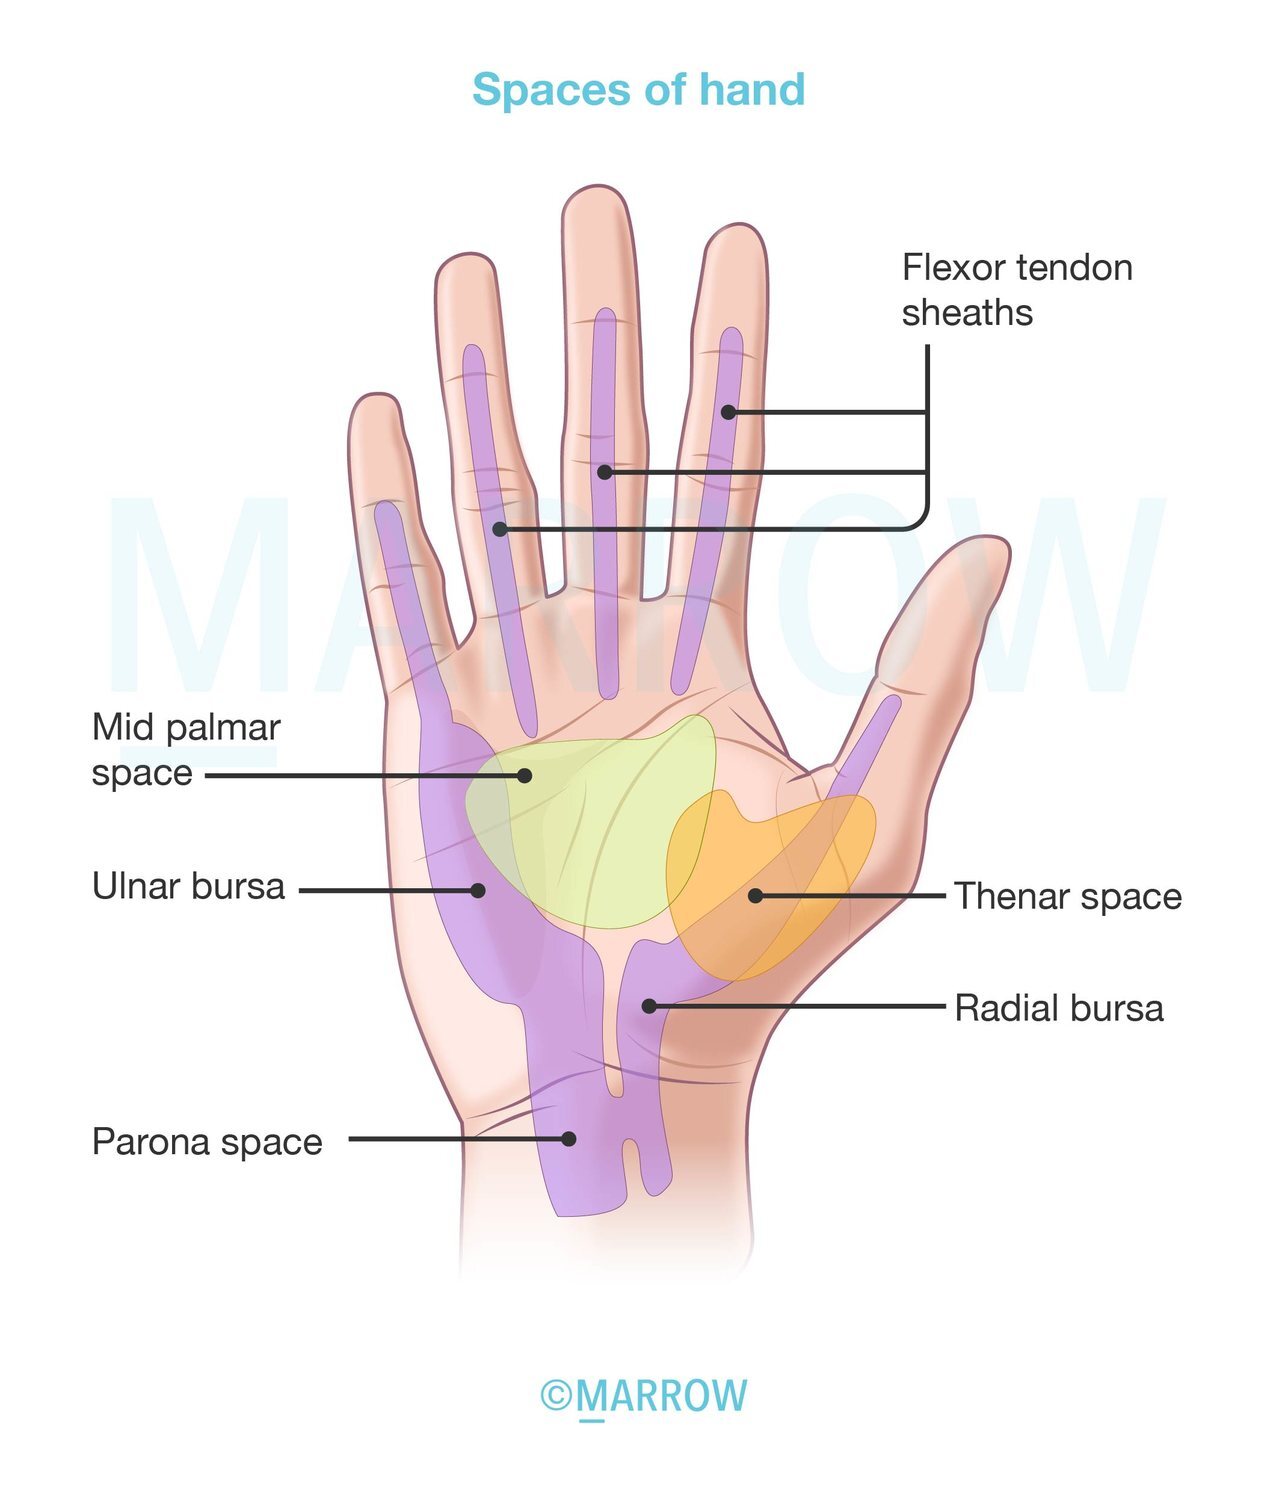 Spaces of hand
Flexor tendon
sheaths
MARROW
Mid palmar
space
Ulnar bursa
Thenar space
Radial bursa
Parona space
©MARROW